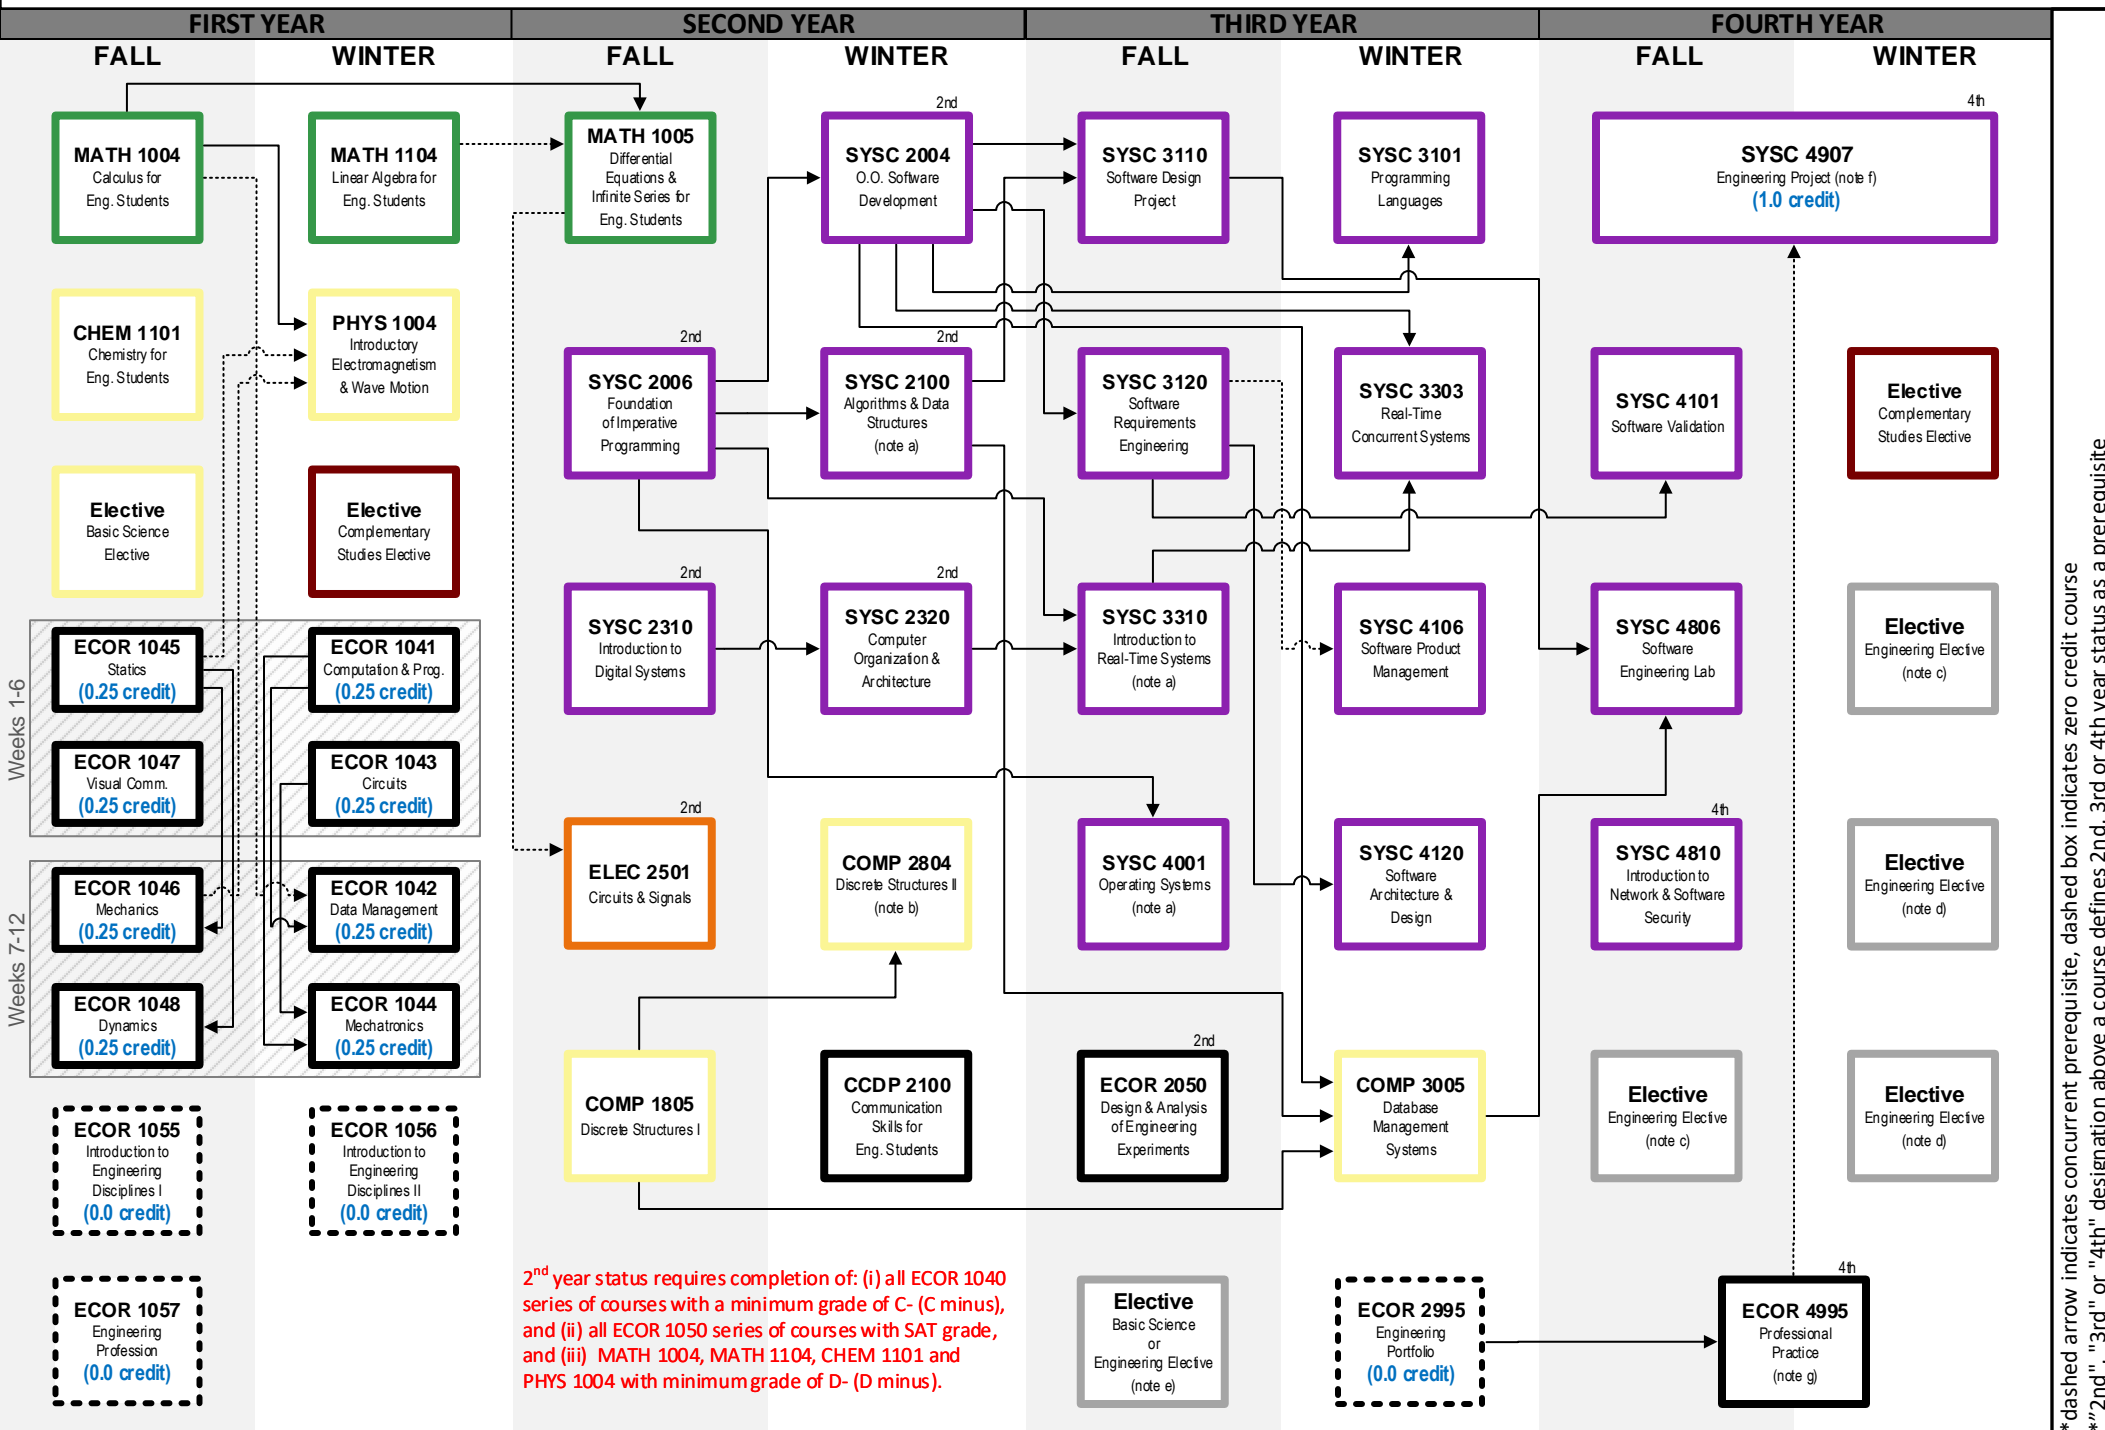 FIRST YEAR
SECOND YEAR
THIRD YEAR
FOURTH YEAR
FALL
WINTER
FALL
WINTER
FALL
WINTER
FALL
WINTER
MATH 1004
Calculus for
Eng. Students
MATH 1104
Linear Algebra for
Eng. Students
MATH 1005
Differential
Equations &
Infinite Series for
Eng. Students
2nd
SYSC 2004
O.O. Software
Development
SYSC 3110
Software Design
Project
SYSC 3101
Programming
Languages
4th
SYSC 4907
Engineering Project (note f)
(1.0 credit)
CHEM 1101
Chemistry for
Eng. Students
PHYS 1004
Introductory
Electromagnetism
& Wave Motion
2nd
SYSC 2006
Foundation
of Imperative
Programming
2nd
SYSC 2100
Algorithms & Data
Structures
(note a)
SYSC 3120
Software
Requirements
Engineering
SYSC 3303
Real-Time
Concurrent Systems
SYSC 4101
Software Validation
Elective
Complementary
Studies Elective
Elective
Basic Science
Elective
Elective
Complementary
Studies Elective
2nd
SYSC 2310
Introduction to
Digital Systems
2nd
SYSC 2320
Computer
Organization &
Architecture
SYSC 3310
Introduction to
Real-Time Systems
(note a)
SYSC 4106
Software Product
Management
SYSC 4806
Software
Engineering Lab
Elective
Engineering Elective
(note c)
Weeks 1-6
ECOR 1045
Statics
(0.25 credit)
ECOR 1041
Computation & Prog.
(0.25 credit)
ECOR 1047
Visual Comm.
(0.25 credit)
ECOR 1043
Circuits
(0.25 credit)
Weeks 7-12
ECOR 1046
Mechanics
(0.25 credit)
ECOR 1042
Data Management
(0.25 credit)
ECOR 1048
Dynamics
(0.25 credit)
ECOR 1044
Mechatronics
(0.25 credit)
2nd
ELEC 2501
Circuits & Signals
COMP 2804
Discrete Structures II
(note b)
SYSC 4001
Operating Systems
(note a)
SYSC 4120
Software
Architecture &
Design
4th
SYSC 4810
Introduction to
Network & Software
Security
Elective
Engineering Elective
(note d)
COMP 1805
Discrete Structures I
CCDP 2100
Communication
Skills for
Eng. Students
2nd
ECOR 2050
Design & Analysis
of Engineering
Experiments
COMP 3005
Database
Management
Systems
Elective
Engineering Elective
(note c)
Elective
Engineering Elective
(note d)
ECOR 1055
Introduction to
Engineering
Disciplines I
(0.0 credit)
ECOR 1056
Introduction to
Engineering
Disciplines II
(0.0 credit)
ECOR 1057
Engineering
Profession
(0.0 credit)
2nd year status requires completion of: (i) all ECOR 1040
series of courses with a minimum grade of C- (C minus),
and (ii) all ECOR 1050 series of courses with SAT grade,
and (iii) MATH 1004, MATH 1104, CHEM 1101 and
PHYS 1004 with minimum grade of D- (D minus).
Elective
Basic Science
or
Engineering Elective
(note e)
ECOR 2995
Engineering
Portfolio
(0.0 credit)
4th
ECOR 4995
Professional
Practice
(note g)
*dashed arrow indicates concurrent prerequisite, dashed box indicates zero credit course
*"2nd", "3rd" or "4th" designation above a course defines 2nd, 3rd or 4th year status as a prerequisite